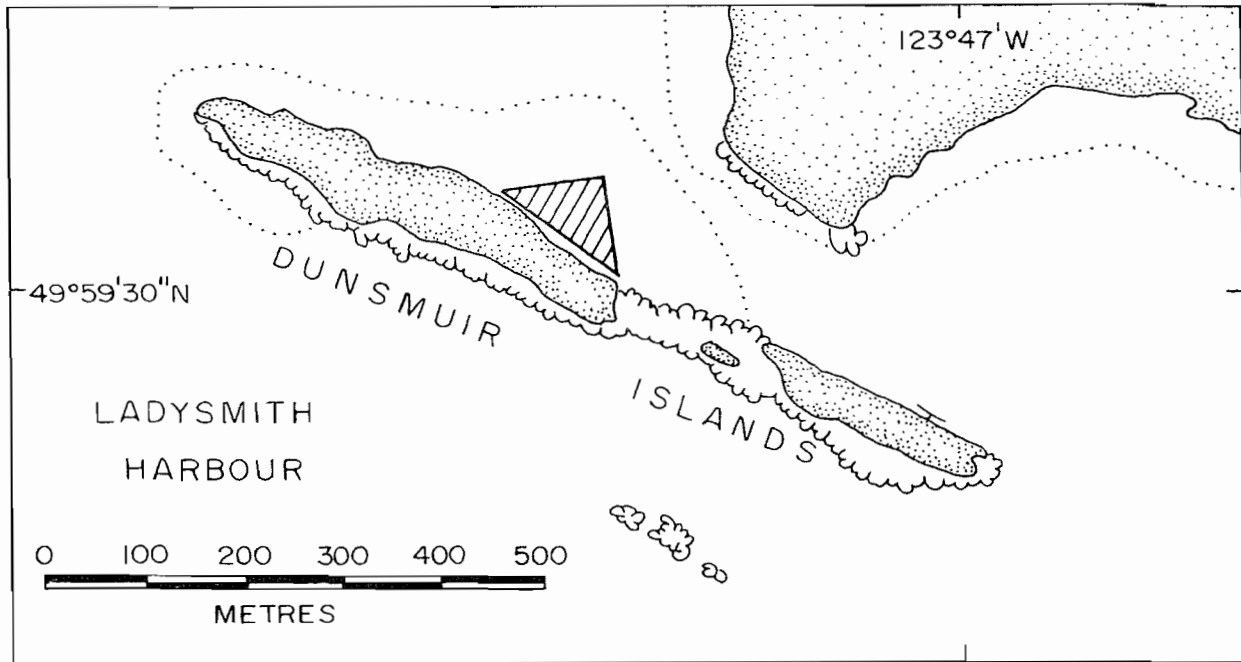 123°47'W
DUNSMUIR
49°59'30"N
ISLANDS
LADYSMITH
HARBOUR
0 100 200 300 400 500
METRES